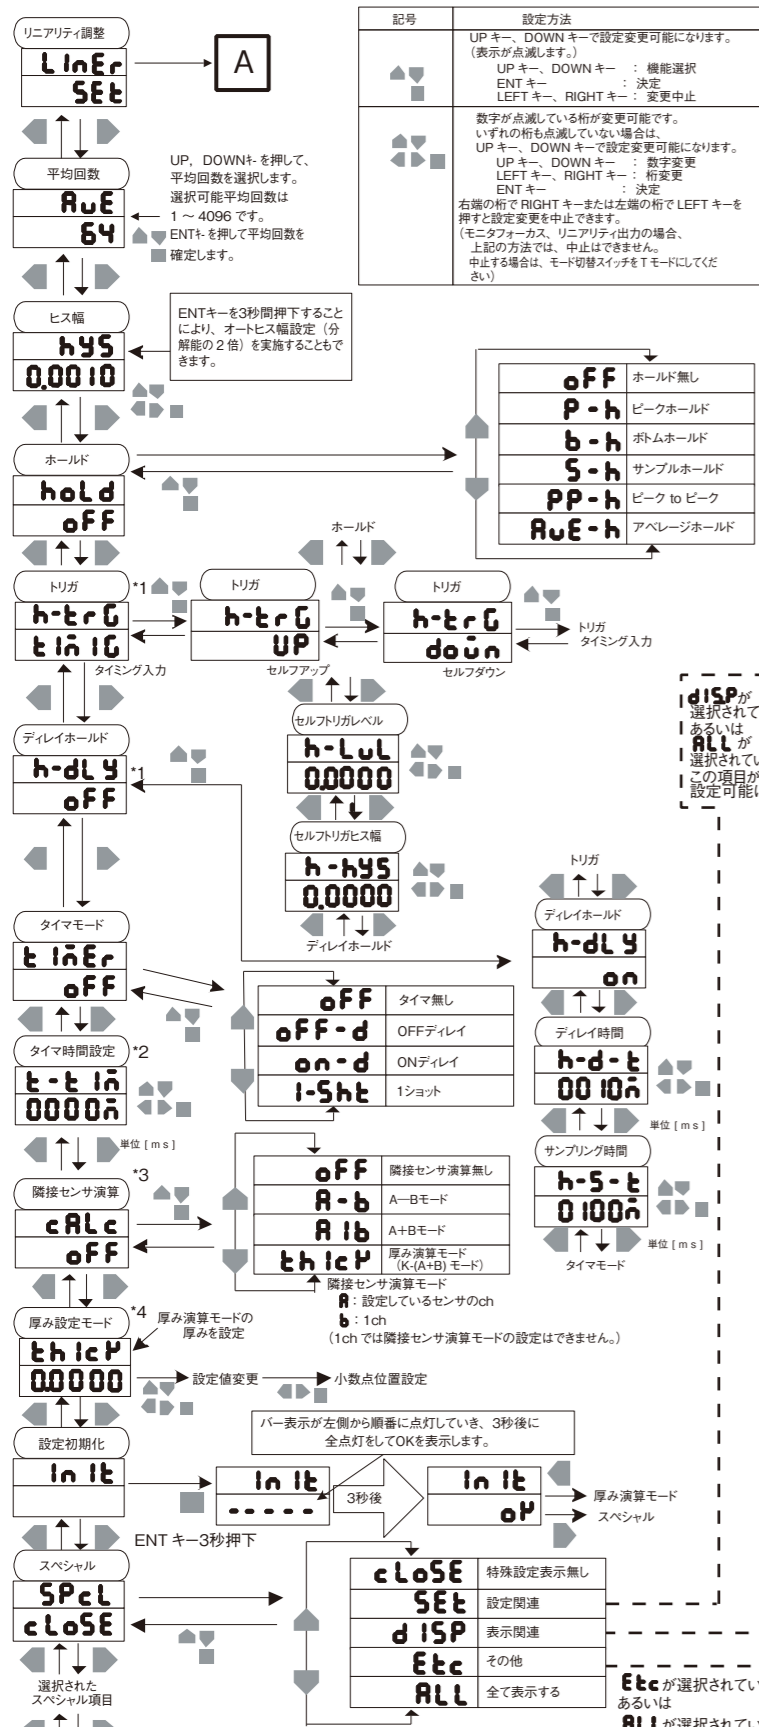 リニアリティ調整
LInEr
SEt
A
記号
設定方法
UP キー、DOWN キーで設定変更可能になります。
(表示が点滅します。)
UP キー、DOWN キー ： 機能選択
ENT キー ： 決定
LEFT キー、RIGHT キー： 変更中止
数字が点滅している桁が変更可能です。
いずれの桁も点滅していない場合は、
UP キー、DOWN キーで設定変更可能になります。
UP キー、DOWN キー ： 数字変更
LEFT キー、RIGHT キー ： 桁変更
ENT キー ： 決定
右端の桁で RIGHT キーまたは左端の桁で LEFT キーを
押すと設定変更を中止できます。
(モニタフォーカス、リニアリティ出力の場合、
上記の方法では、中止はできません。
中止する場合は、モード切替スイッチを T モードにしてくだ
さい)
平均回数
AvE
64
UP，DOWNｷ- を押して、
平均回数を選択します。
選択可能平均回数は
1 ～ 4096 です。
ENTｷ- を押して平均回数を
確定します。
ヒス幅
hYS
0.0010
ENTキーを3秒間押下すること
により、オートヒス幅設定（分
解能の 2 倍）を実施することもで
きます。
ホールド
hoLd
oFF
oFF ホールド無し
P-h ピークホールド
b-h ボトムホールド
S-h サンプルホールド
PP-h ピーク to ピーク
AvE-h アベレージホールド
ホールド
トリガ
*1
h-trG
tImIG
タイミング入力
トリガ
h-trG
UP
セルフアップ
トリガ
h-trG
down
セルフダウン
トリガ
タイミング入力
セルフトリガレベル
h-LvL
0.0000
セルフトリガヒス幅
h-hYS
0.0000
ディレイホールド
dISPが
選択されて
あるいは
ALL が
選択されてい
この項目が
設定可能に
ディレイホールド
h-dLY
*1
oFF
トリガ
ディレイホールド
h-dLY
on
ディレイ時間
h-d-t
0010m
単位 [ m s ]
サンプリング時間
h-S-t
0100m
単位 [ m s ]
タイマモード
タイマモード
tImEr
oFF
oFF タイマ無し
oFF-d OFFディレイ
on-d ONディレイ
1-Sht 1ショット
タイマ時間設定
*2
t-tIm
0000m
単位 [ m s ]
隣接センサ演算
*3
cALc
oFF
oFF 隣接センサ演算無し
A-b A―Bモード
A1b A+Bモード
thIcK 厚み演算モード
(K-(A+B) モード)
隣接センサ演算モード
A：設定しているセンサのch
b：1ch
(1ch では隣接センサ演算モードの設定はできません。)
厚み設定モード
*4
thIcK
0.0000
厚み演算モードの
厚みを設定
設定値変更
小数点位置設定
設定初期化
InIt
バー表示が左側から順番に点灯していき、3秒後に
全点灯をしてOKを表示します。
InIt
-----
3秒後
InIt
oK
厚み演算モード
スペシャル
ENT キー3秒押下
スペシャル
SPcL
cLoSE
cLoSE 特殊設定表示無し
SEt 設定関連
dISP 表示関連
Etc その他
ALL 全て表示する
選択された
スペシャル項目
Etcが選択されてい
あるいは
ALLが選択されてい